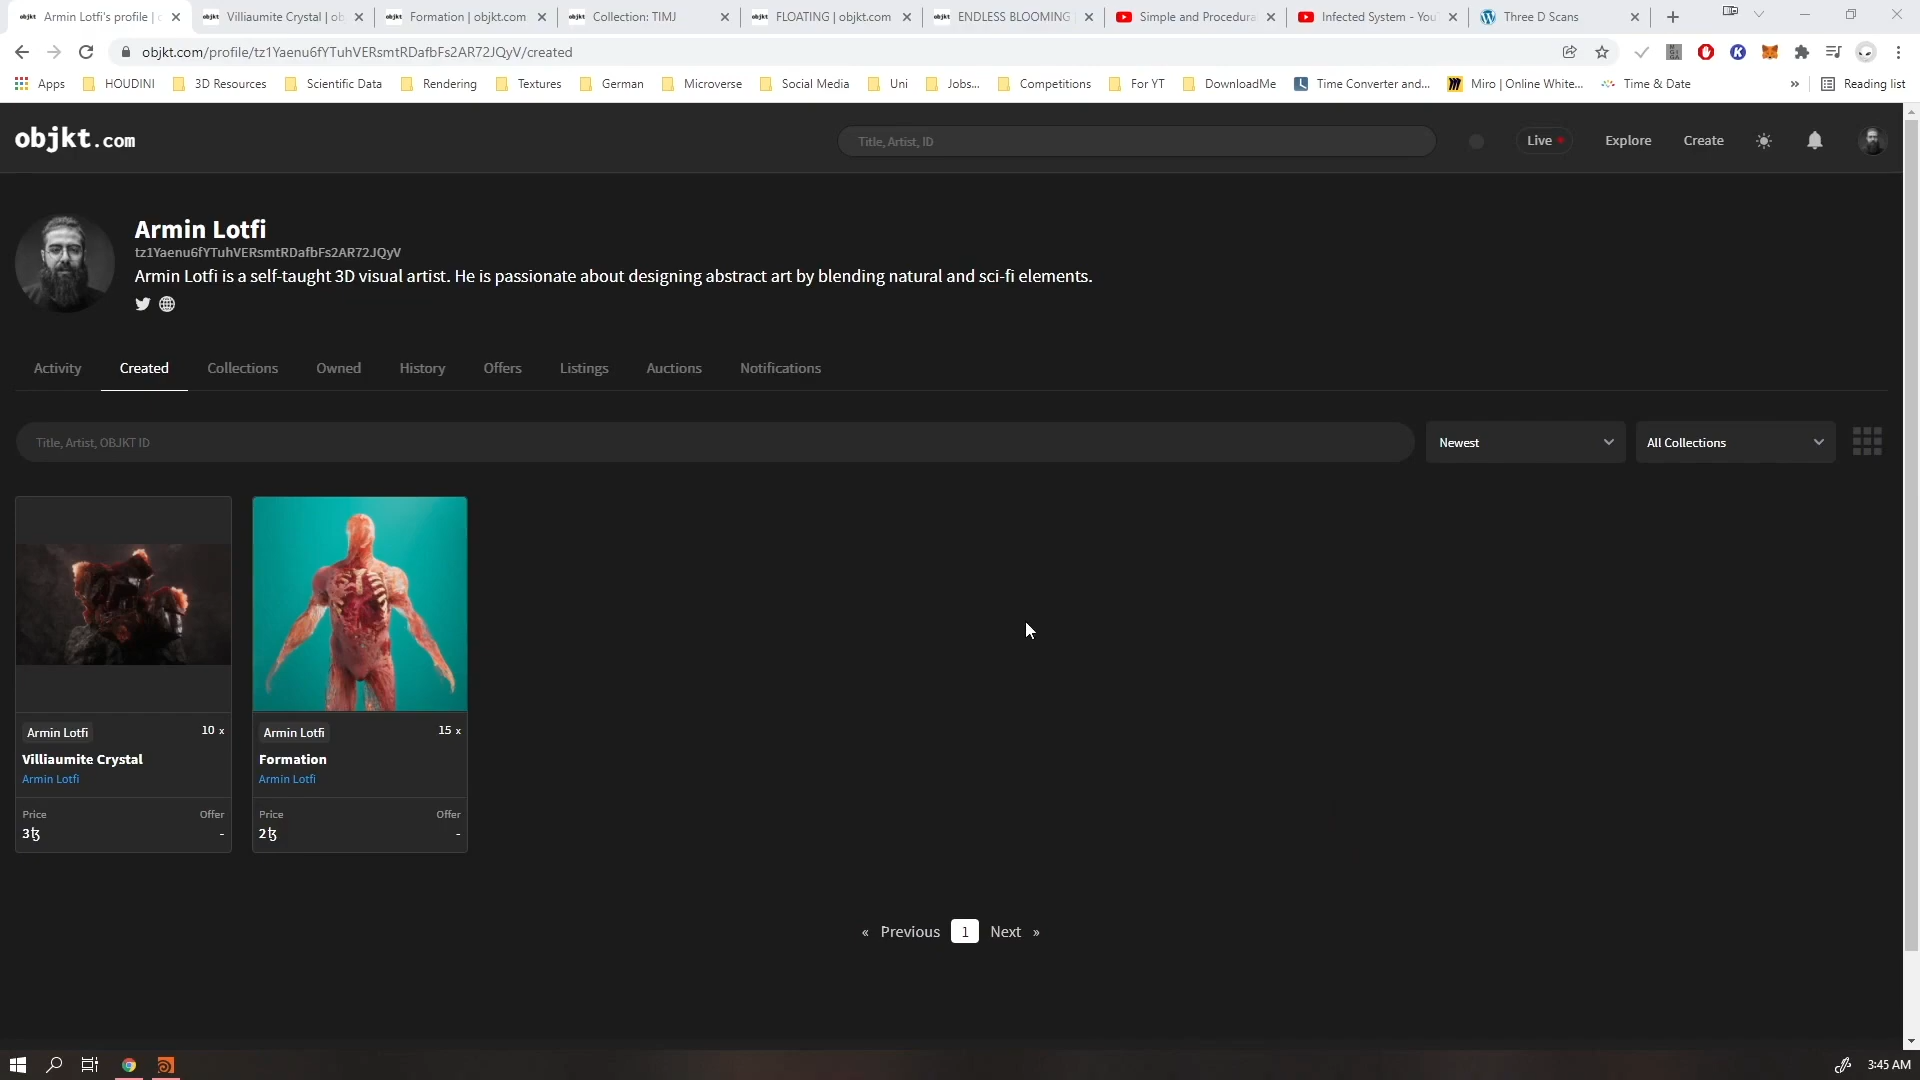 Armin Lotfi's profile |
Villiaumite Crystal | ob
Formation | objkt.com
Collection: TIMJ
FLOATING | objkt.com
ENDLESS BLOOMING
Simple and Procedura
Infected System - You
Three D Scans
objkt.com/profile/tz1Yaenu6fYTuhVERsmtRDafbFs2AR72JQyV/created
Apps HOUDINI 3D Resources Scientific Data Rendering Textures German Microverse Social Media Uni Jobs... Competitions For YT DownloadMe Time Converter and... Miro | Online White... Time & Date » Reading list
objkt.com
Title, Artist, ID
Live Explore Create
Armin Lotfi
tz1Yaenu6fYTuhVERsmtRDafbFs2AR72JQyV
Armin Lotfi is a self-taught 3D visual artist. He is passionate about designing abstract art by blending natural and sci-fi elements.
Activity Created Collections Owned History Offers Listings Auctions Notifications
Title, Artist, OBJKT ID
Newest
All Collections
Armin Lotfi 10 x
Villiaumite Crystal
Armin Lotfi
Price Offer
3ꜩ -
Armin Lotfi 15 x
Formation
Armin Lotfi
Price Offer
2ꜩ -
« Previous 1 Next »
3:45 AM